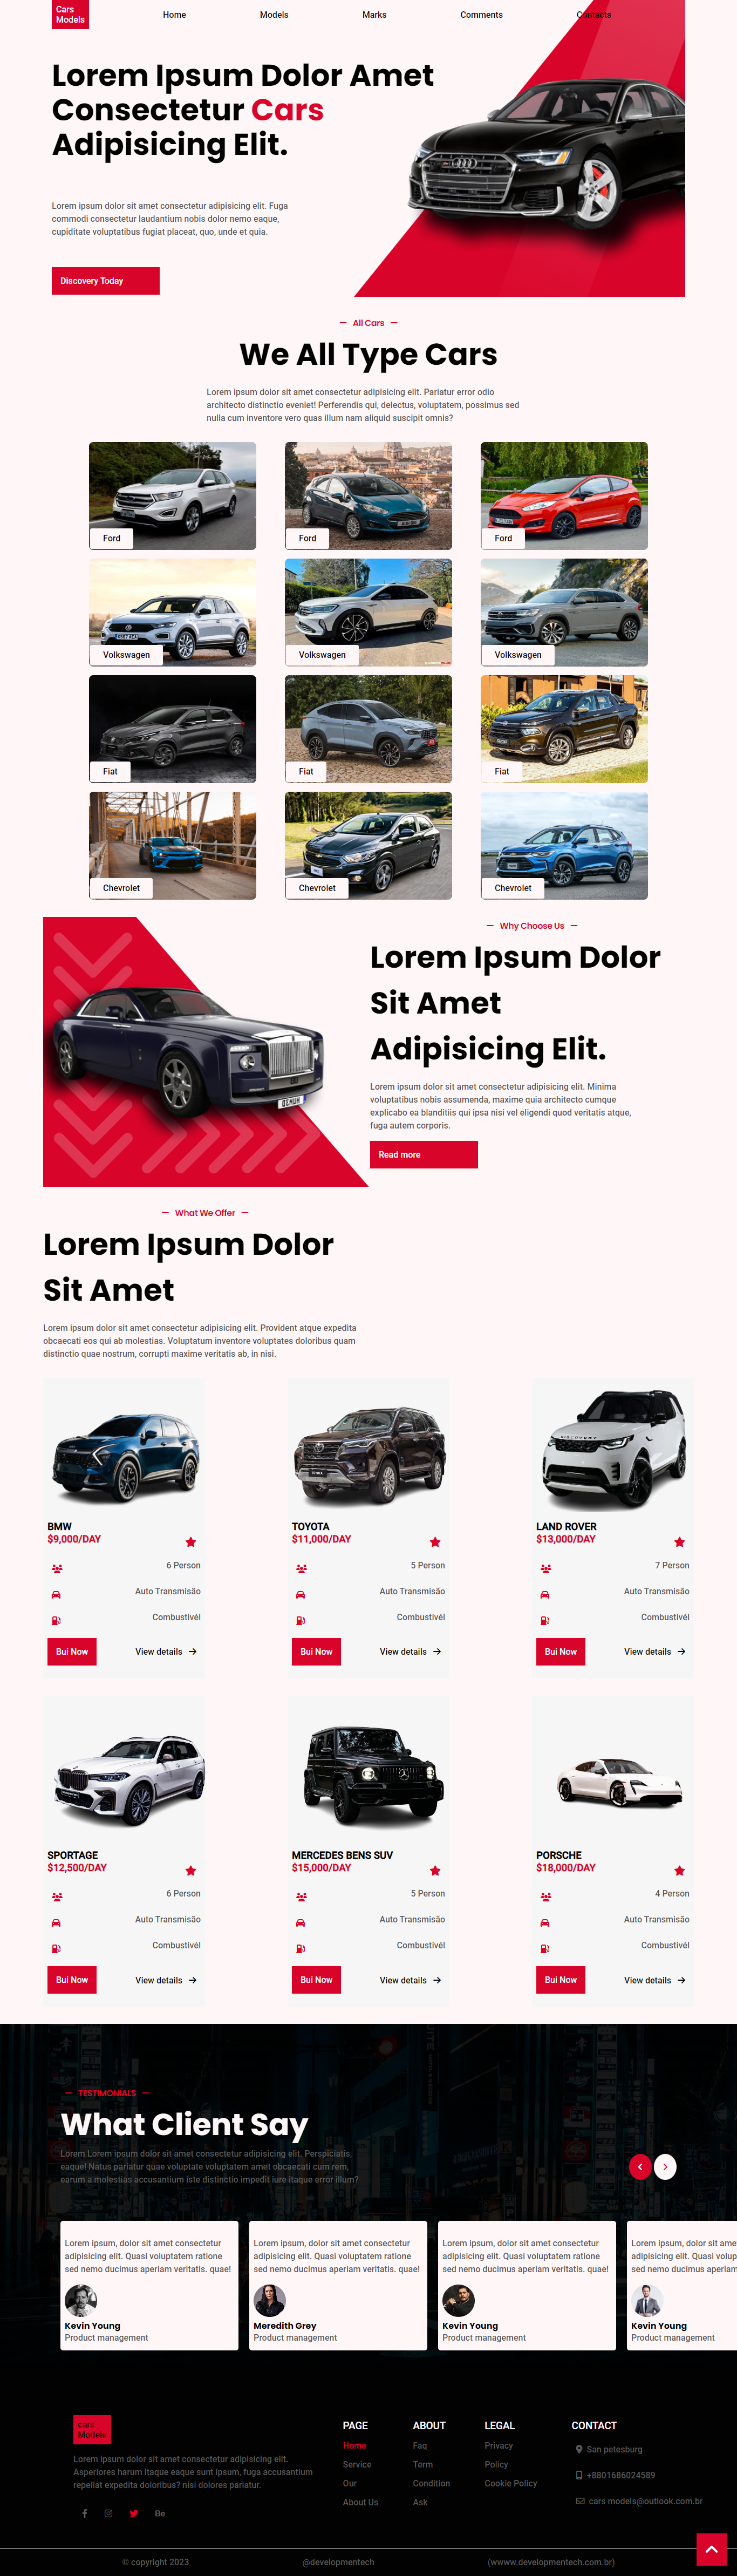 Cars
Models
Home
Models
Marks
Comments
Contacts
Lorem Ipsum Dolor Amet
Consectetur Cars
Adipisicing Elit.
Lorem ipsum dolor sit amet consectetur adipisicing elit. Fuga
commodi consectetur laudantium nobis dolor nemo eaque,
cupiditate voluptatibus fugiat placeat, quo, unde et quia.
Discovery Today
All Cars
We All Type Cars
Lorem ipsum dolor sit amet consectetur adipisicing elit. Pariatur error odio
architecto distinctio eveniet! Perferendis qui, delectus, voluptatem, possimus sed
nulla cum inventore vero quas illum nam aliquid suscipit omnis?
Ford
Ford
Ford
Volkswagen
Volkswagen
Volkswagen
Fiat
Fiat
Fiat
Chevrolet
Chevrolet
Chevrolet
Why Choose Us
Lorem Ipsum Dolor
Sit Amet
Adipisicing Elit.
Lorem ipsum dolor sit amet consectetur adipisicing elit. Minima
voluptatibus nobis assumenda, maxime quia architecto cumque
explicabo ea blanditiis qui ipsa nisi vel eligendi quod veritatis atque,
fuga autem corporis.
Read more
What We Offer
Lorem Ipsum Dolor
Sit Amet
Lorem ipsum dolor sit amet consectetur adipisicing elit. Provident atque expedita
obcaecati eos qui ab molestias. Voluptatum inventore voluptates doloribus quam
distinctio quae nostrum, corrupti maxime veritatis ab, in nisi.
BMW
$9,000/DAY
6 Person
Auto Transmisão
Combustivél
Bui Now
View details
TOYOTA
$11,000/DAY
5 Person
Auto Transmisão
Combustivél
Bui Now
View details
LAND ROVER
$13,000/DAY
7 Person
Auto Transmisão
Combustivél
Bui Now
View details
SPORTAGE
$12,500/DAY
6 Person
Auto Transmisão
Combustivél
Bui Now
View details
MERCEDES BENS SUV
$15,000/DAY
5 Person
Auto Transmisão
Combustivél
Bui Now
View details
PORSCHE
$18,000/DAY
4 Person
Auto Transmisão
Combustivél
Bui Now
View details
TESTIMONIALS
What Client Say
Lorem Lorem ipsum dolor sit amet consectetur adipisicing elit. Perspiciatis,
eaque! Natus pariatur quae voluptatem voluptatem amet obcaecati cum rem,
earum a molestias accusantium iste distinctio impedit iure itaque error illum?
Lorem ipsum, dolor sit amet consectetur
adipisicing elit. Quasi voluptatem ratione
sed nemo ducimus aperiam veritatis. quae!
Kevin Young
Product management
Lorem ipsum, dolor sit amet consectetur
adipisicing elit. Quasi voluptatem ratione
sed nemo ducimus aperiam veritatis. quae!
Meredith Grey
Product management
Lorem ipsum, dolor sit amet consectetur
adipisicing elit. Quasi voluptatem ratione
sed nemo ducimus aperiam veritatis. quae!
Kevin Young
Product management
Lorem ipsum, dolor sit ame
adipisicing elit. Quasi volup
sed nemo ducimus aperiam
Kevin Young
Product management
cars
Models
Lorem ipsum dolor sit amet consectetur adipisicing elit.
Asperiores harum itaque eaque sunt ipsum, fuga accusantium
repellat expedita doloribus? nisi dolores pariatur.
PAGE
Home
Service
Our
About Us
ABOUT
Faq
Term
Condition
Ask
LEGAL
Privacy
Policy
Cookie Policy
CONTACT
San petesburg
+8801686024589
cars models@outlook.com.br
© copyright 2023
@developmentech
(wwww.developmentech.com.br)